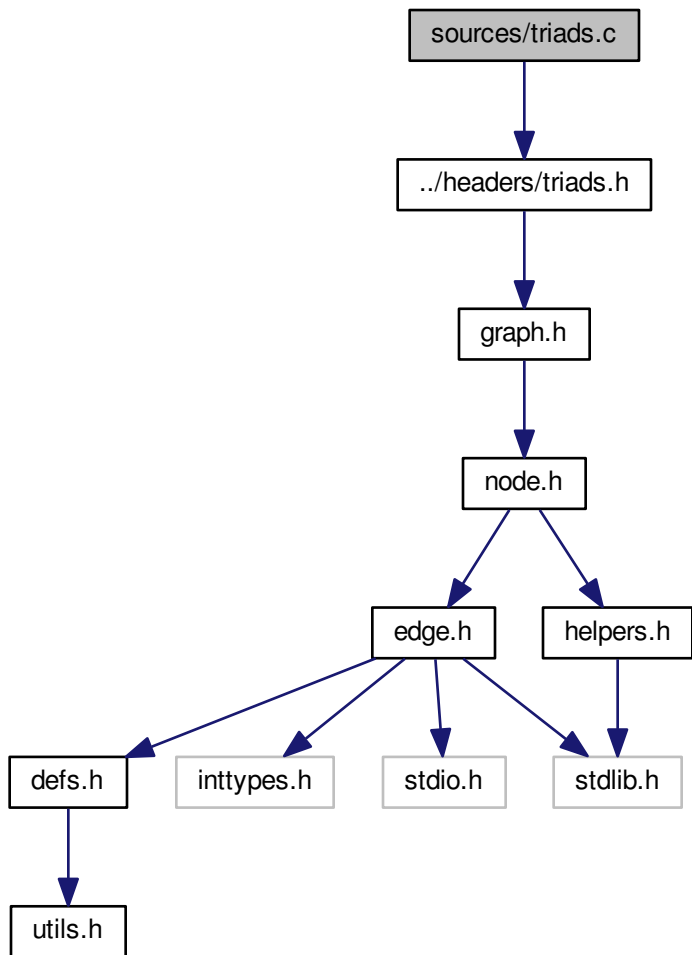 sources/triads.c
../headers/triads.h
graph.h
node.h
edge.h
helpers.h
defs.h
inttypes.h
stdio.h
stdlib.h
utils.h